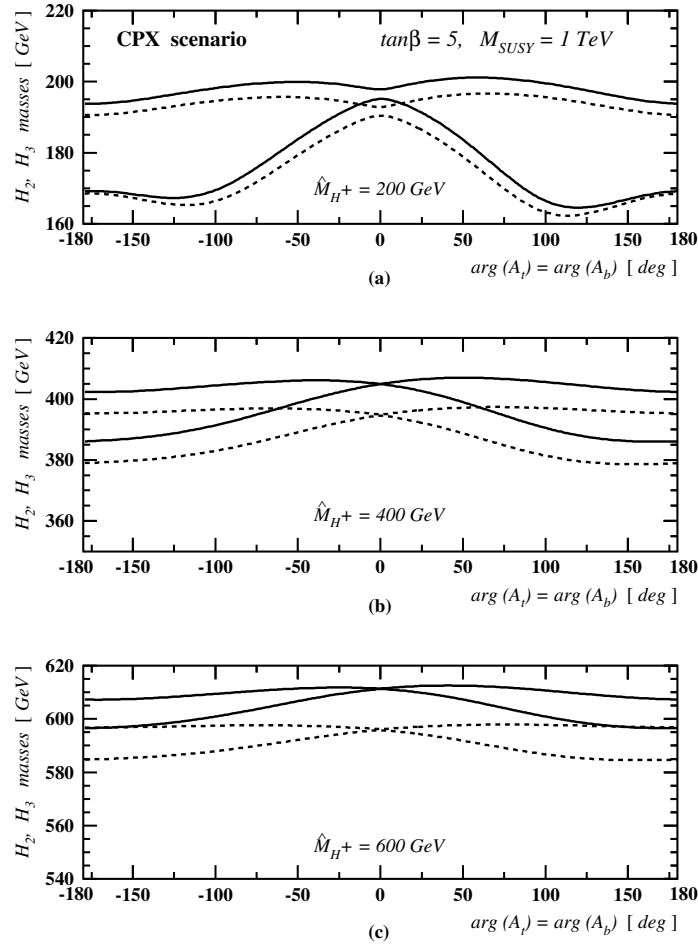 H₂, H₃ masses [ GeV ]
CPX scenario tanβ = 5, M_SUSY = 1 TeV
220
200
180
160
M̂_H+ = 200 GeV
-180 -150 -100 -50 0 50 100 150 180
arg (A_t) = arg (A_b) [ deg ]
(a)
H₂, H₃ masses [ GeV ]
420
400
380
360
M̂_H+ = 400 GeV
-180 -150 -100 -50 0 50 100 150 180
arg (A_t) = arg (A_b) [ deg ]
(b)
H₂, H₃ masses [ GeV ]
620
600
580
560
540
M̂_H+ = 600 GeV
-180 -150 -100 -50 0 50 100 150 180
arg (A_t) = arg (A_b) [ deg ]
(c)